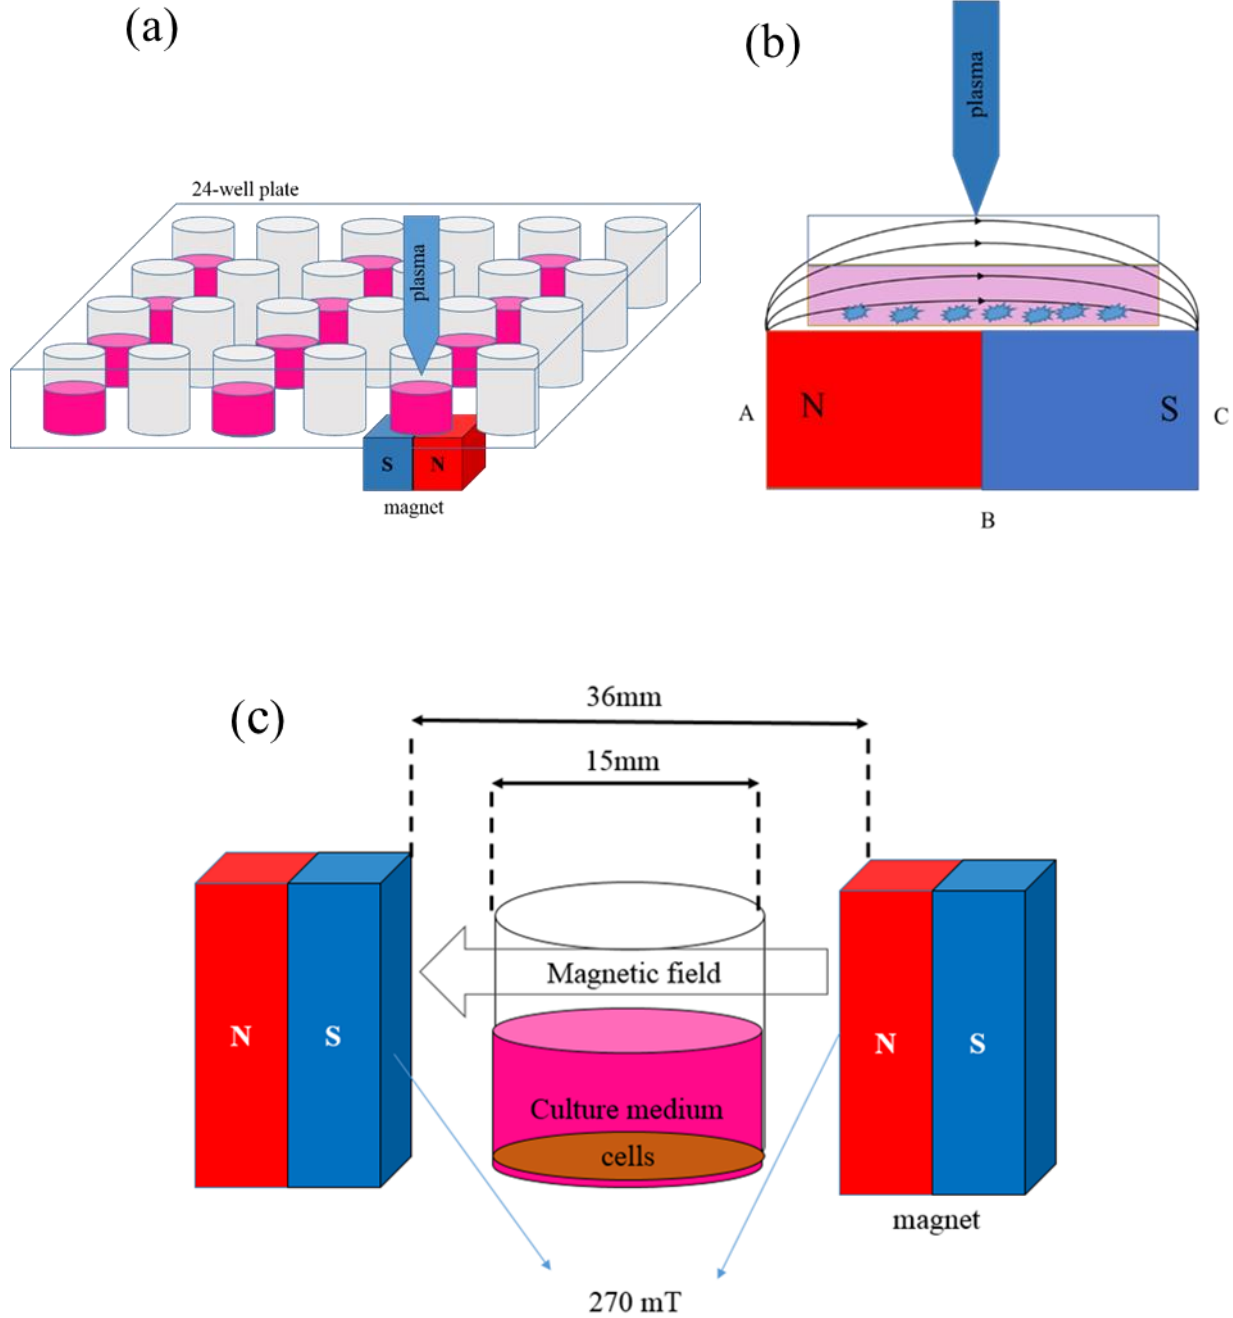 (a)
24-well plate
plasma
S
N
magnet
(b)
plasma
A
N
S
C
B
(c)
36mm
15mm
Magnetic field
N
S
N
S
Culture medium
cells
magnet
270 mT